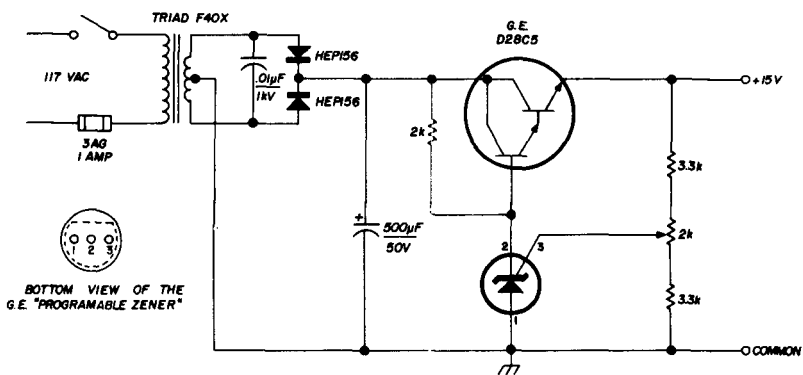 TRIAD F40X
117 VAC
3AG
1 AMP
.01µF
1kV
HEP156
HEP156
G.E.
D28C5
2k
+15V
3.3k
2k
3.3k
+
500µF
50V
2
3
1
1 2 3
BOTTOM VIEW OF THE
G.E. "PROGRAMABLE ZENER"
COMMON